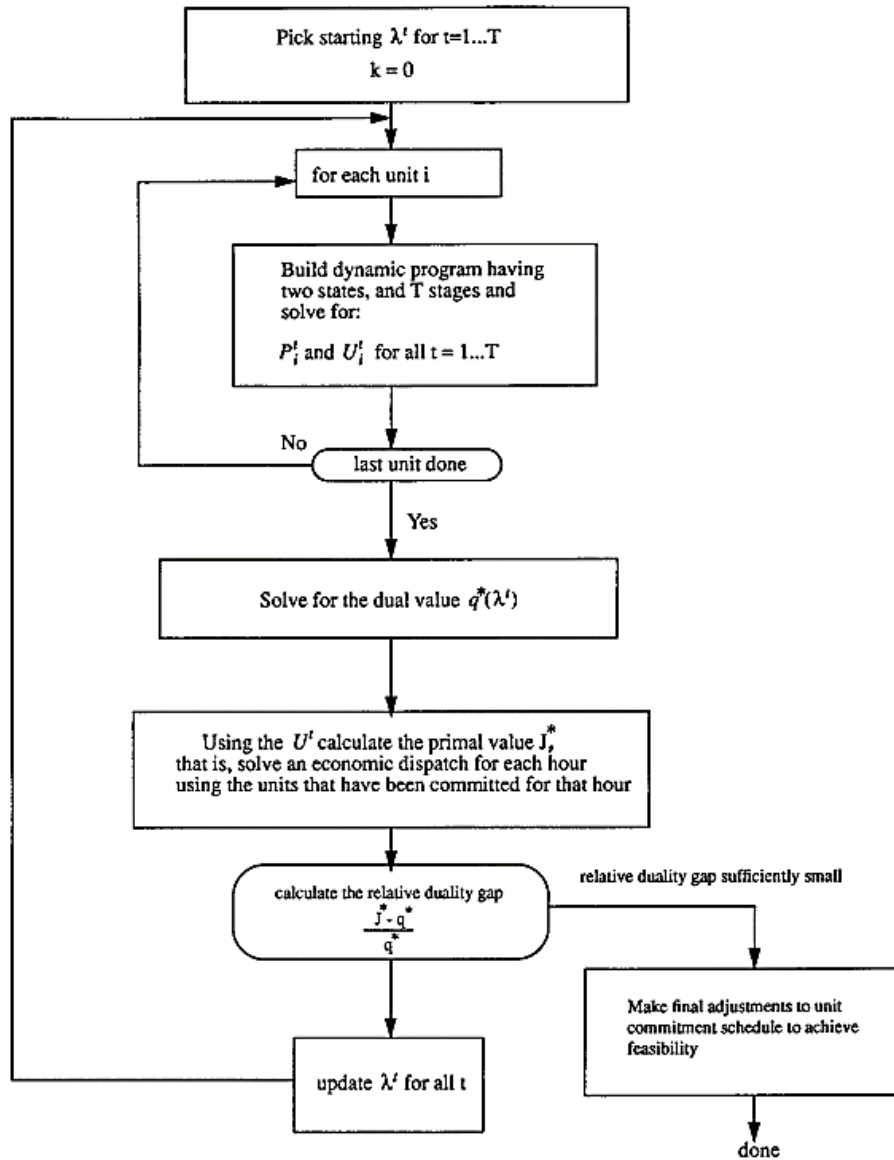 Pick starting λᵗ for t=1...T
k = 0
for each unit i
Build dynamic program having
two states, and T stages and
solve for:
Pᵢᵗ and Uᵢᵗ for all t = 1...T
No
last unit done
Yes
Solve for the dual value q*(λᵗ)
Using the Uᵗ calculate the primal value J*,
that is, solve an economic dispatch for each hour
using the units that have been committed for that hour
calculate the relative duality gap
J* - q*
q*
relative duality gap sufficiently small
Make final adjustments to unit
commitment schedule to achieve
feasibility
update λᵗ for all t
done